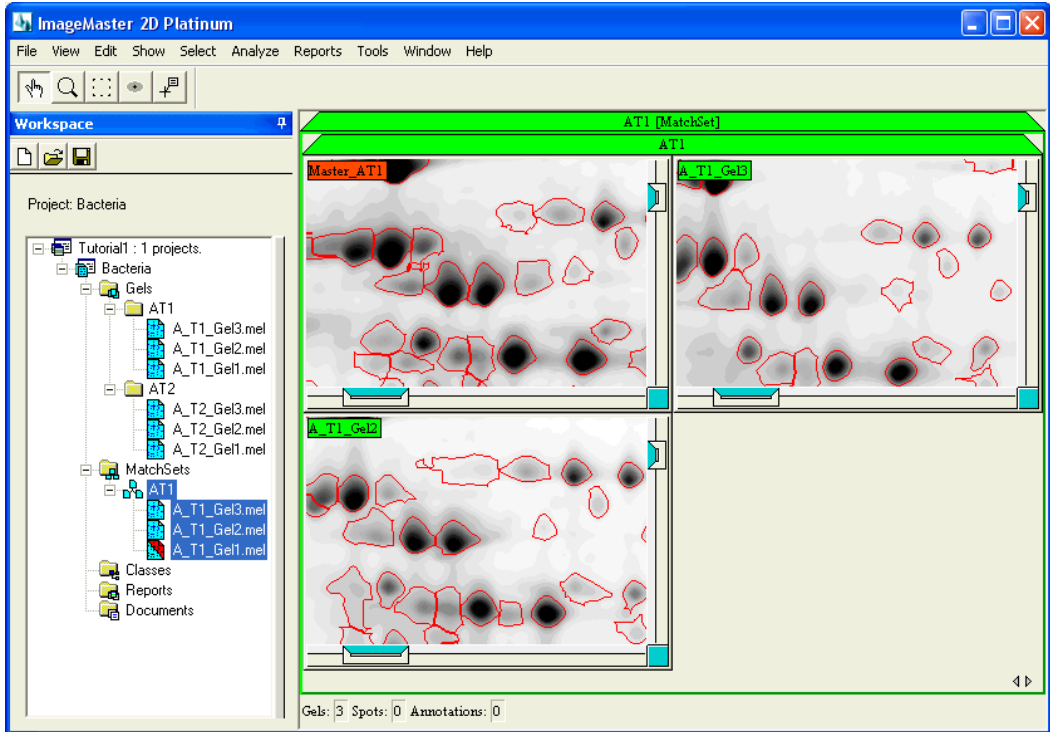 ImageMaster 2D Platinum
File View Edit Show Select Analyze Reports Tools Window Help
Workspace
Project: Bacteria
Tutorial1 : 1 projects.
Bacteria
Gels
AT1
A_T1_Gel3.mel
A_T1_Gel2.mel
A_T1_Gel1.mel
AT2
A_T2_Gel3.mel
A_T2_Gel2.mel
A_T2_Gel1.mel
MatchSets
AT1
A_T1_Gel3.mel
A_T1_Gel2.mel
A_T1_Gel1.mel
Classes
Reports
Documents
AT1 [MatchSet]
AT1
Master_AT1
A_T1_Gel3
A_T1_Gel2
Gels: 3 Spots: 0 Annotations: 0